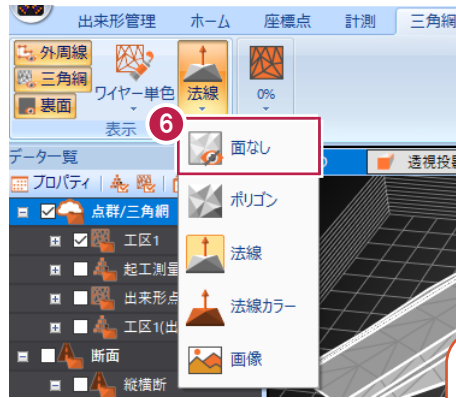 出来形管理 ホーム 座標点 計測 三角網
外周線
三角網
裏面
ワイヤー単色 法線 0%
表示
6
面なし
ポリゴン
法線
法線カラー
画像
データ一覧
透視投影
プロパティ
点群/三角網
工区1
起工測量
出来形点
工区1(出
断面
縦横断